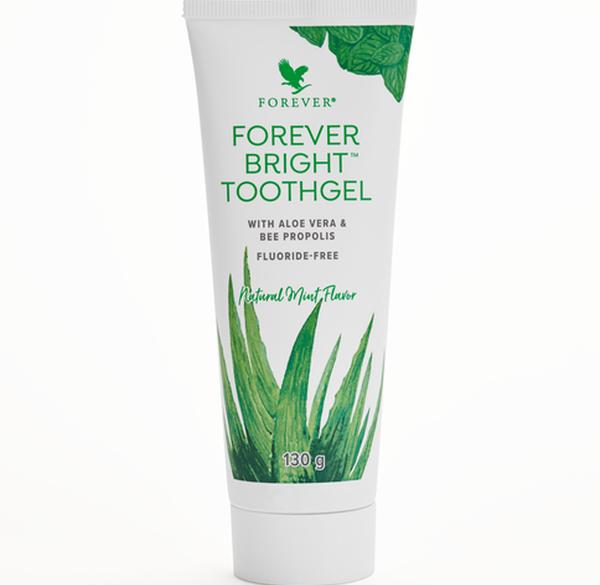 FOREVER®
FOREVER
BRIGHT™
TOOTHGEL
WITH ALOE VERA &
BEE PROPOLIS
FLUORIDE-FREE
Natural Mint Flavor
130 g